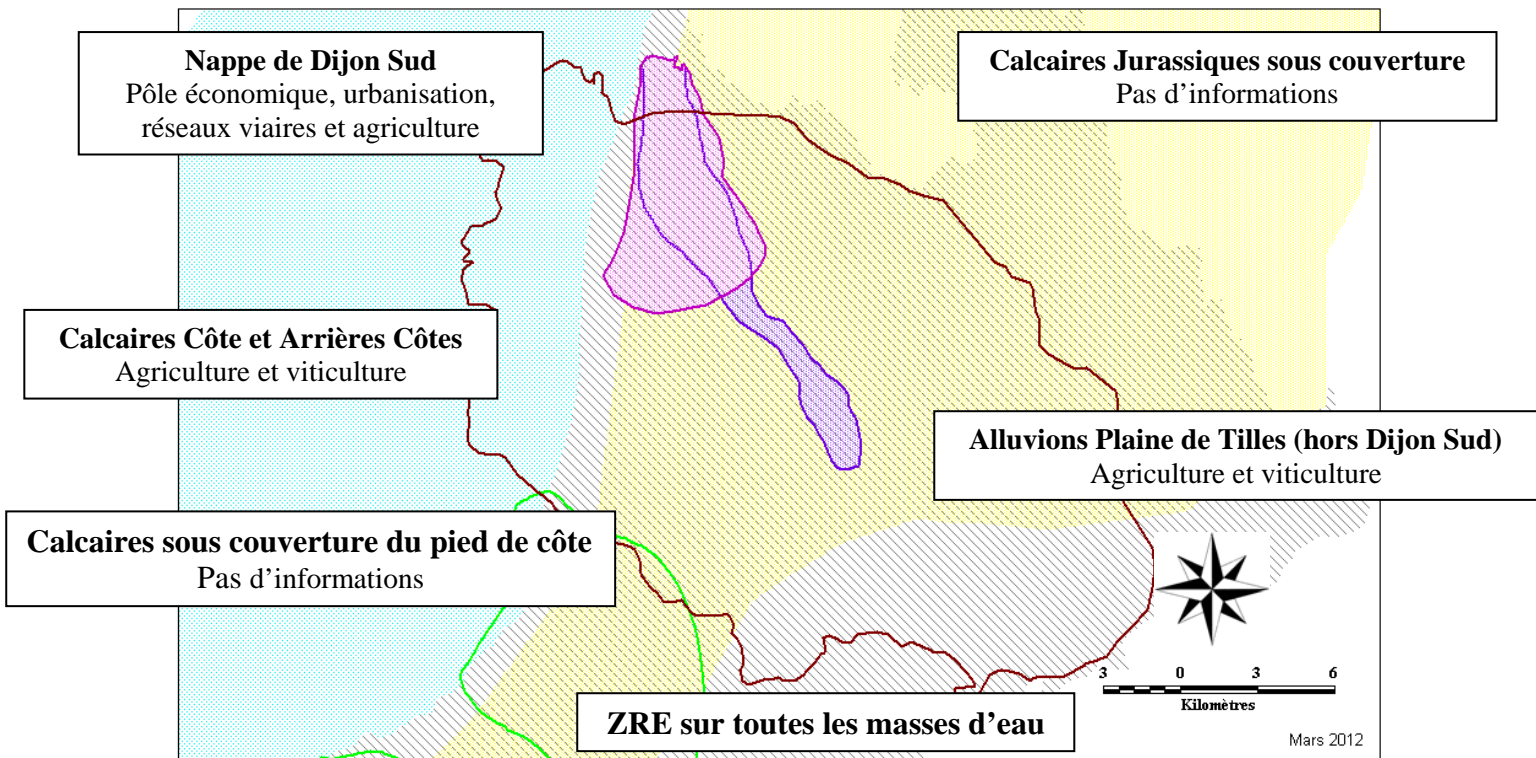 Nappe de Dijon Sud
Pôle économique, urbanisation,
réseaux viaires et agriculture
Calcaires Jurassiques sous couverture
Pas d’informations
Calcaires Côte et Arrières Côtes
Agriculture et viticulture
Alluvions Plaine de Tilles (hors Dijon Sud)
Agriculture et viticulture
Calcaires sous couverture du pied de côte
Pas d’informations
3 0 3 6
Kilomètres
ZRE sur toutes les masses d’eau
Mars 2012